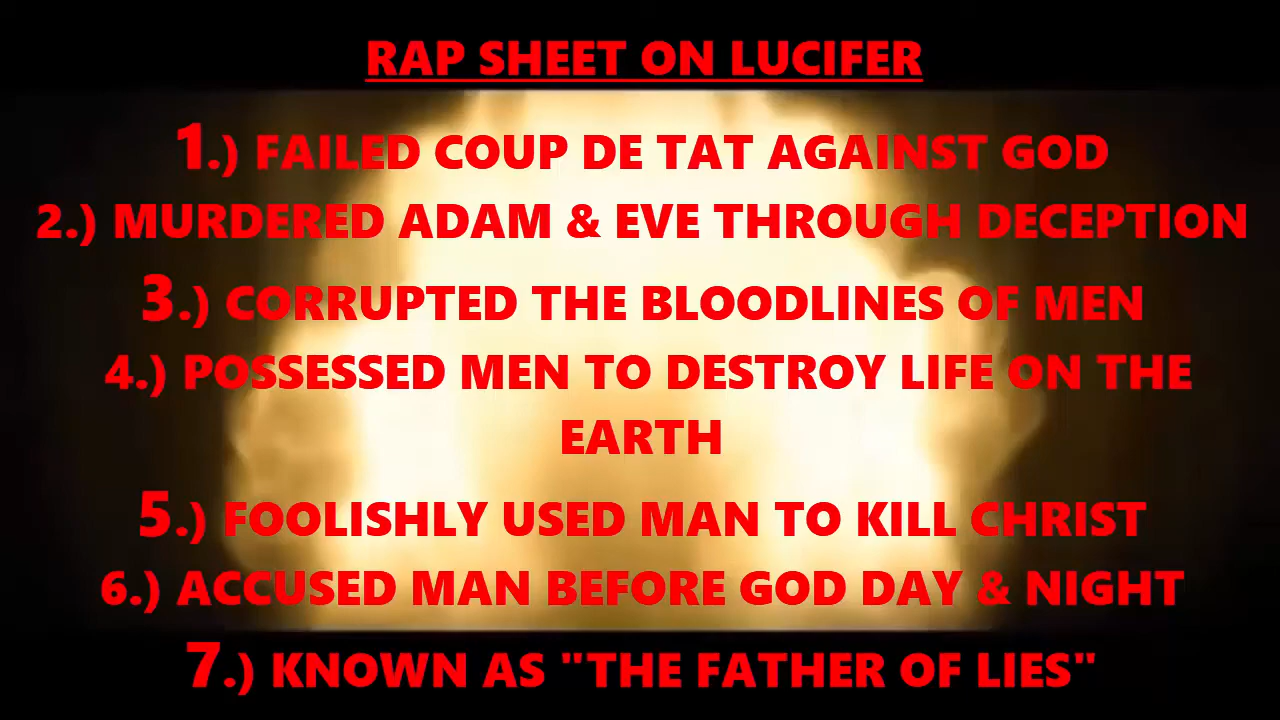 RAP SHEET ON LUCIFER
1.) FAILED COUP DE TAT AGAINST GOD
2.) MURDERED ADAM & EVE THROUGH DECEPTION
3.) CORRUPTED THE BLOODLINES OF MEN
4.) POSSESSED MEN TO DESTROY LIFE ON THE
EARTH
5.) FOOLISHLY USED MAN TO KILL CHRIST
6.) ACCUSED MAN BEFORE GOD DAY & NIGHT
7.) KNOWN AS "THE FATHER OF LIES"